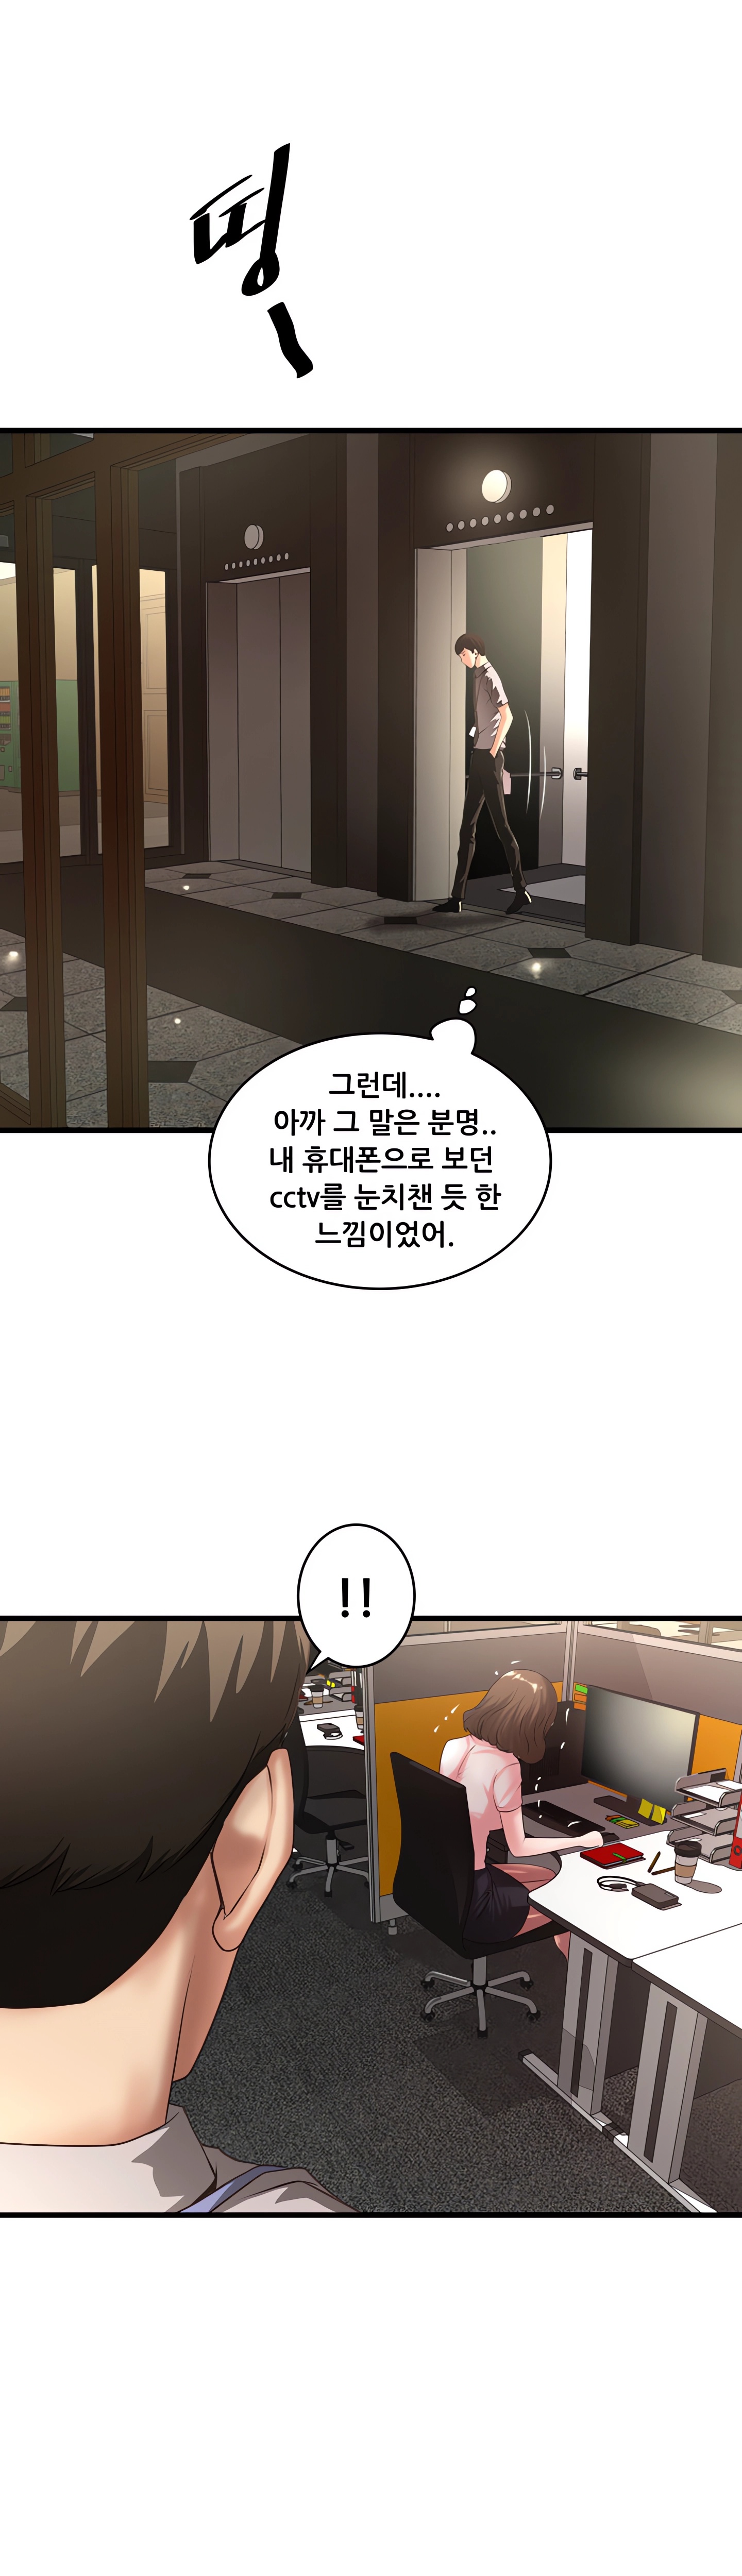 띵~
그런데....
아까 그 말은 분명..
내 휴대폰으로 보던
cctv를 눈치챈 듯 한
느낌이었어.
!!